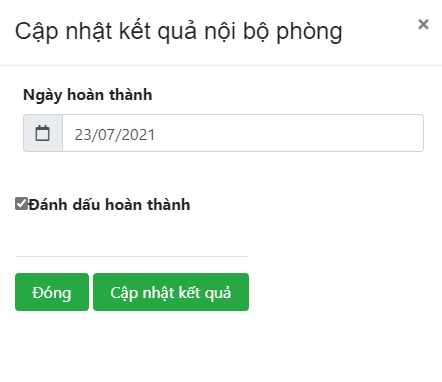 Cập nhật kết quả nội bộ phòng ×
Ngày hoàn thành
23/07/2021
Đánh dấu hoàn thành
Đóng Cập nhật kết quả